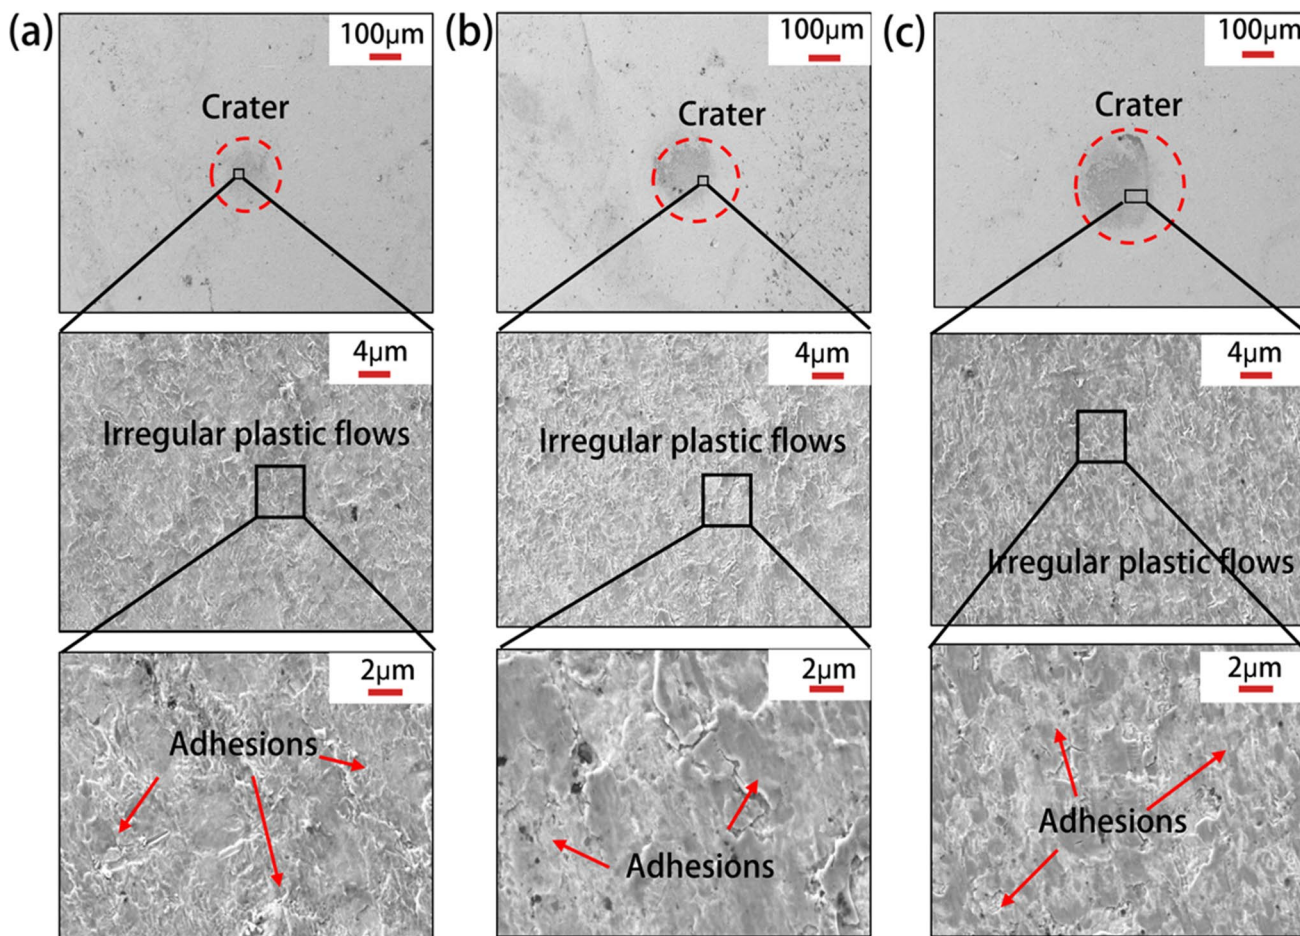 (a)
100μm
Crater
(b)
100μm
Crater
(c)
100μm
Crater
4μm
Irregular plastic flows
4μm
Irregular plastic flows
4μm
Irregular plastic flows
2μm
Adhesions
2μm
Adhesions
2μm
Adhesions